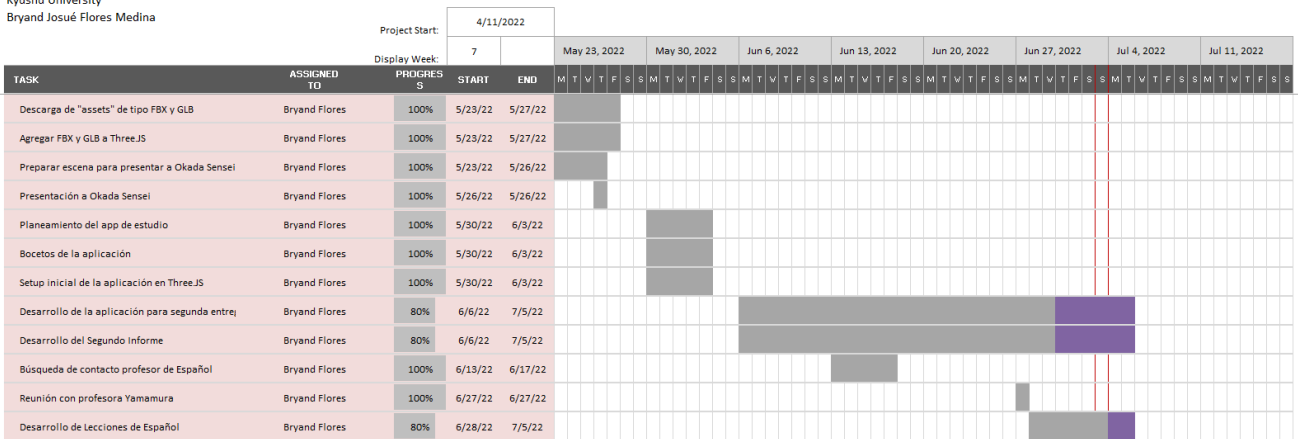 Kyushu University
Bryand Josué Flores Medina
Project Start: 4/11/2022
Display Week: 7
May 23, 2022 May 30, 2022 Jun 6, 2022 Jun 13, 2022 Jun 20, 2022 Jun 27, 2022 Jul 4, 2022 Jul 11, 2022
TASK ASSIGNED TO PROGRESS START END M T W T F S S M T W T F S S M T W T F S S M T W T F S S M T W T F S S M T W T F S S M T W T F S S M T W T F S S
Descarga de "assets" de tipo FBX y GLB Bryand Flores 100% 5/23/22 5/27/22
Agregar FBX y GLB a Three.JS Bryand Flores 100% 5/23/22 5/27/22
Preparar escena para presentar a Okada Sensei Bryand Flores 100% 5/23/22 5/26/22
Presentación a Okada Sensei Bryand Flores 100% 5/26/22 5/26/22
Planeamiento del app de estudio Bryand Flores 100% 5/30/22 6/3/22
Bocetos de la aplicación Bryand Flores 100% 5/30/22 6/3/22
Setup inicial de la aplicación en Three.JS Bryand Flores 100% 5/30/22 6/3/22
Desarrollo de la aplicación para segunda entre Bryand Flores 80% 6/6/22 7/5/22
Desarrollo del Segundo Informe Bryand Flores 80% 6/6/22 7/5/22
Búsqueda de contacto profesor de Español Bryand Flores 100% 6/13/22 6/17/22
Reunión con profesora Yamamura Bryand Flores 100% 6/27/22 6/27/22
Desarrollo de Lecciones de Español Bryand Flores 80% 6/28/22 7/5/22